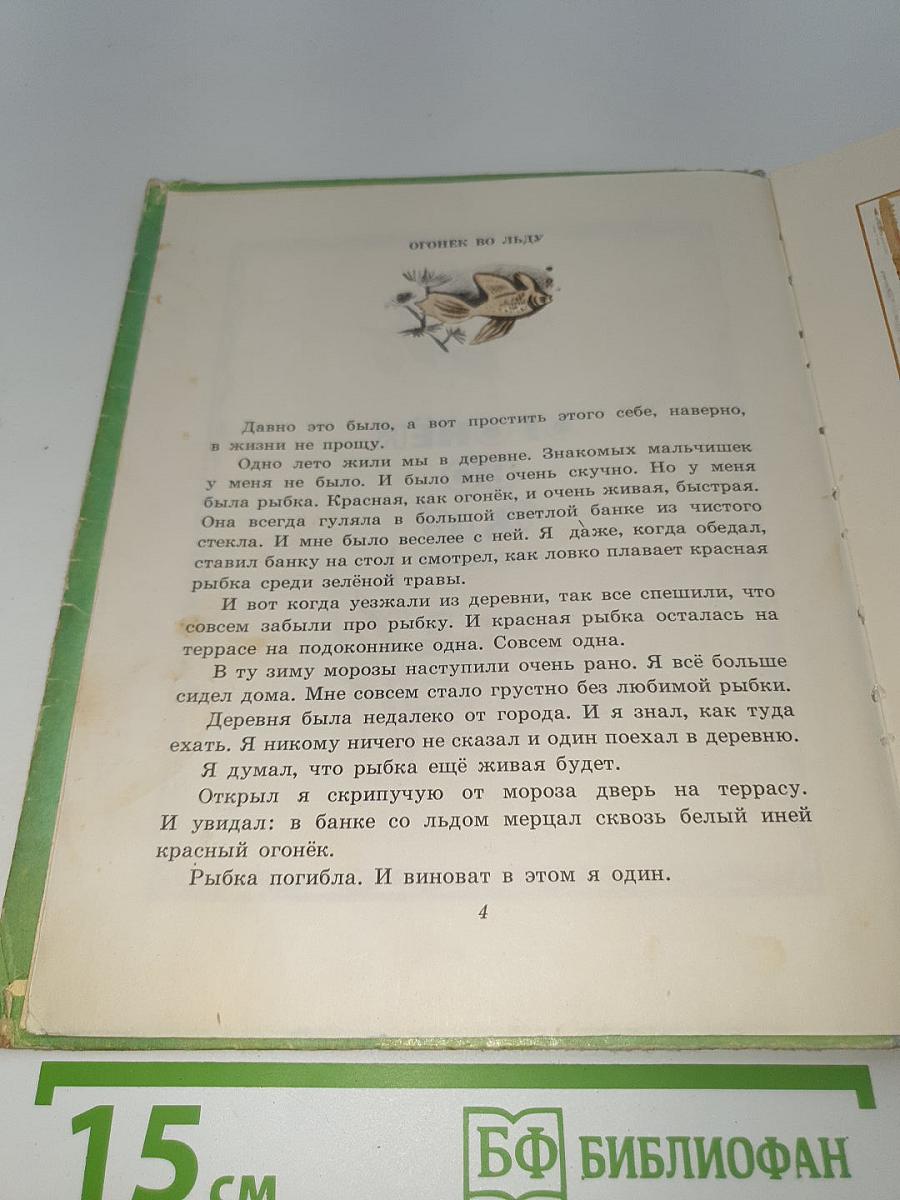 ОГОНЕК ВО ЛЬДУ
Давно это было, а вот простить этого себе, наверно,
в жизни не прощу.
Одно лето жили мы в деревне. Знакомых мальчишек
у меня не было. И было мне очень скучно. Но у меня
была рыбка. Красная, как огонёк, и очень живая, быстрая.
Она всегда гуляла в большой светлой банке из чистого
стекла. И мне было веселее с ней. Я даже, когда обедал,
ставил банку на стол и смотрел, как ловко плавает красная
рыбка среди зелёной травы.
И вот когда уезжали из деревни, так все спешили, что
совсем забыли про рыбку. И красная рыбка осталась на
террасе на подоконнике одна. Совсем одна.
В ту зиму морозы наступили очень рано. Я всё больше
сидел дома. Мне совсем стало грустно без любимой рыбки.
Деревня была недалеко от города. И я знал, как туда
ехать. Я никому ничего не сказал и один поехал в деревню.
Я думал, что рыбка ещё живая будет.
Открыл я скрипучую от мороза дверь на террасу.
И увидал: в банке со льдом мерцал сквозь белый иней
красный огонёк.
Рыбка погибла. И виноват в этом я один.
4
15 см
БФ БИБЛИОФАН